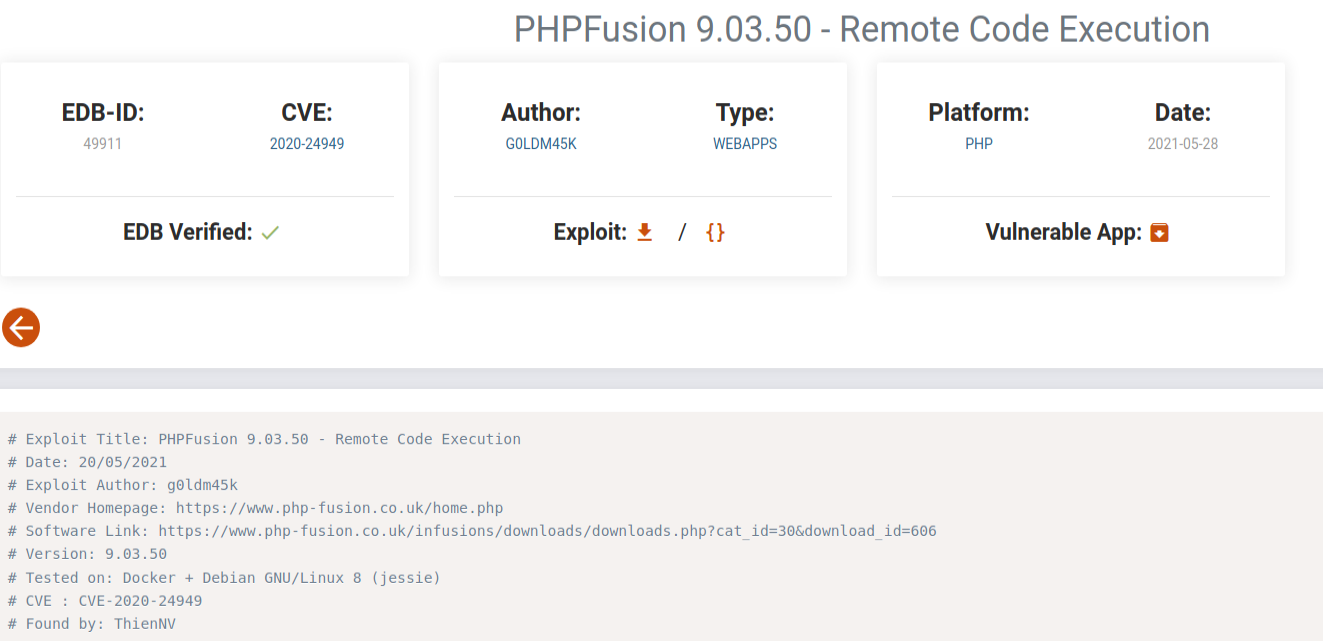 PHPFusion 9.03.50 - Remote Code Execution
EDB-ID: CVE: Author: Type: Platform: Date:
49911 2020-24949 G0LDM45K WEBAPPS PHP 2021-05-28
EDB Verified: Exploit: / {} Vulnerable App:
# Exploit Title: PHPFusion 9.03.50 - Remote Code Execution
# Date: 20/05/2021
# Exploit Author: g0ldm45k
# Vendor Homepage: https://www.php-fusion.co.uk/home.php
# Software Link: https://www.php-fusion.co.uk/infusions/downloads/downloads.php?cat_id=30&download_id=606
# Version: 9.03.50
# Tested on: Docker + Debian GNU/Linux 8 (jessie)
# CVE : CVE-2020-24949
# Found by: ThienNV